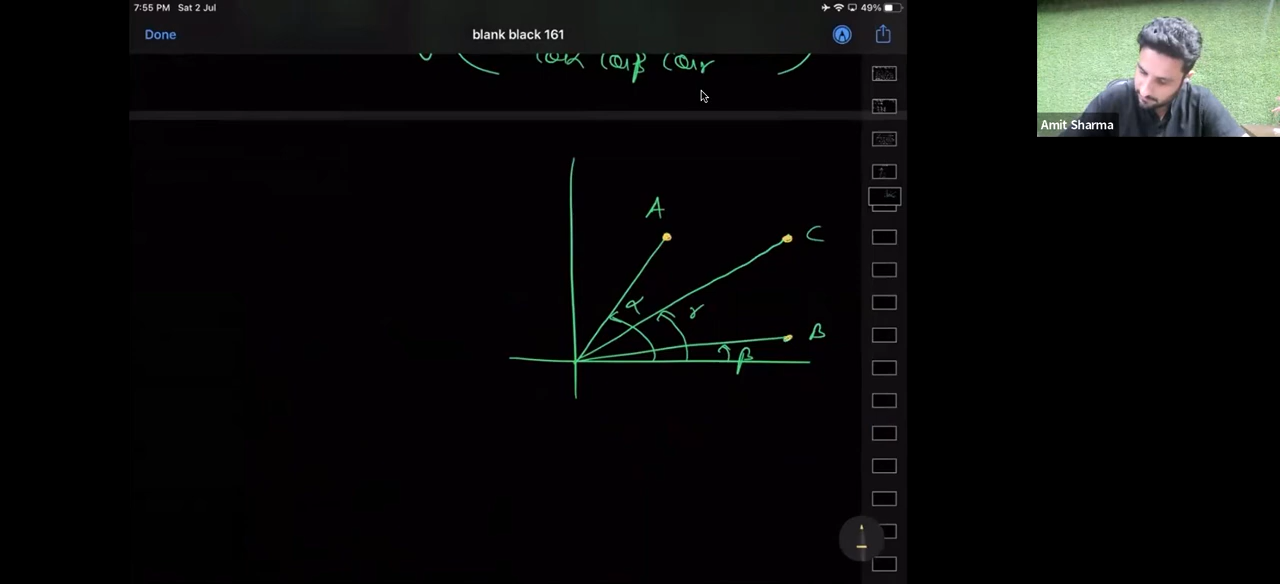 7:55 PM Sat 2 Jul
49%
Done
blank black 161
Cosα Cosβ Cosγ
Amit Sharma
A
C
α
γ
B
β